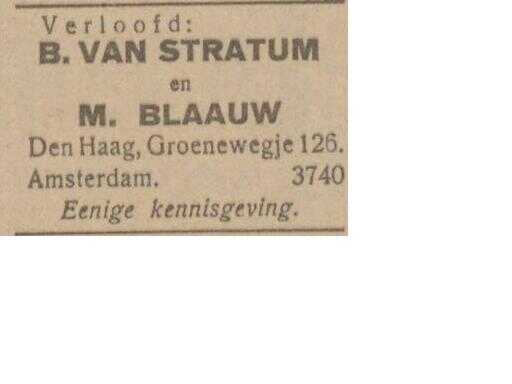 Verloofd:
B. VAN STRATUM
en
M. BLAAUW
Den Haag, Groenewegje 126.
Amsterdam. 3740
Eenige kennisgeving.